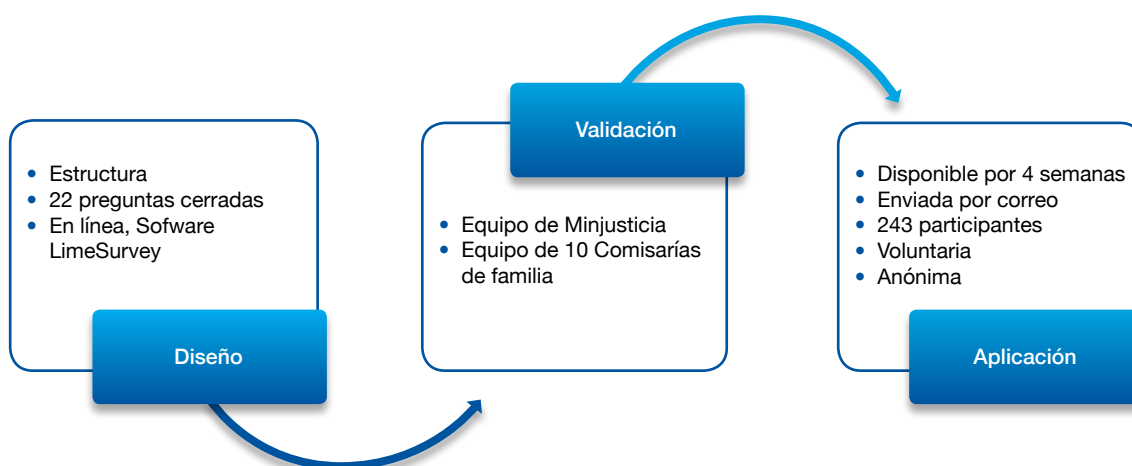 • Estructura
• 22 preguntas cerradas
• En línea, Sofware
LimeSurvey
Diseño
Validación
• Equipo de Minjusticia
• Equipo de 10 Comisarías
de familia
• Disponible por 4 semanas
• Enviada por correo
• 243 participantes
• Voluntaria
• Anónima
Aplicación